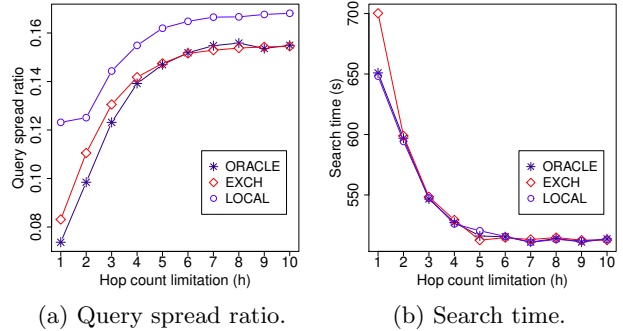 Query spread ratio
0.08 0.10 0.12 0.14 0.16
ORACLE
EXCH
LOCAL
1 2 3 4 5 6 7 8 9 10
Hop count limitation (h)
(a) Query spread ratio.
Search time (s)
550 600 650 700
ORACLE
EXCH
LOCAL
1 2 3 4 5 6 7 8 9 10
Hop count limitation (h)
(b) Search time.